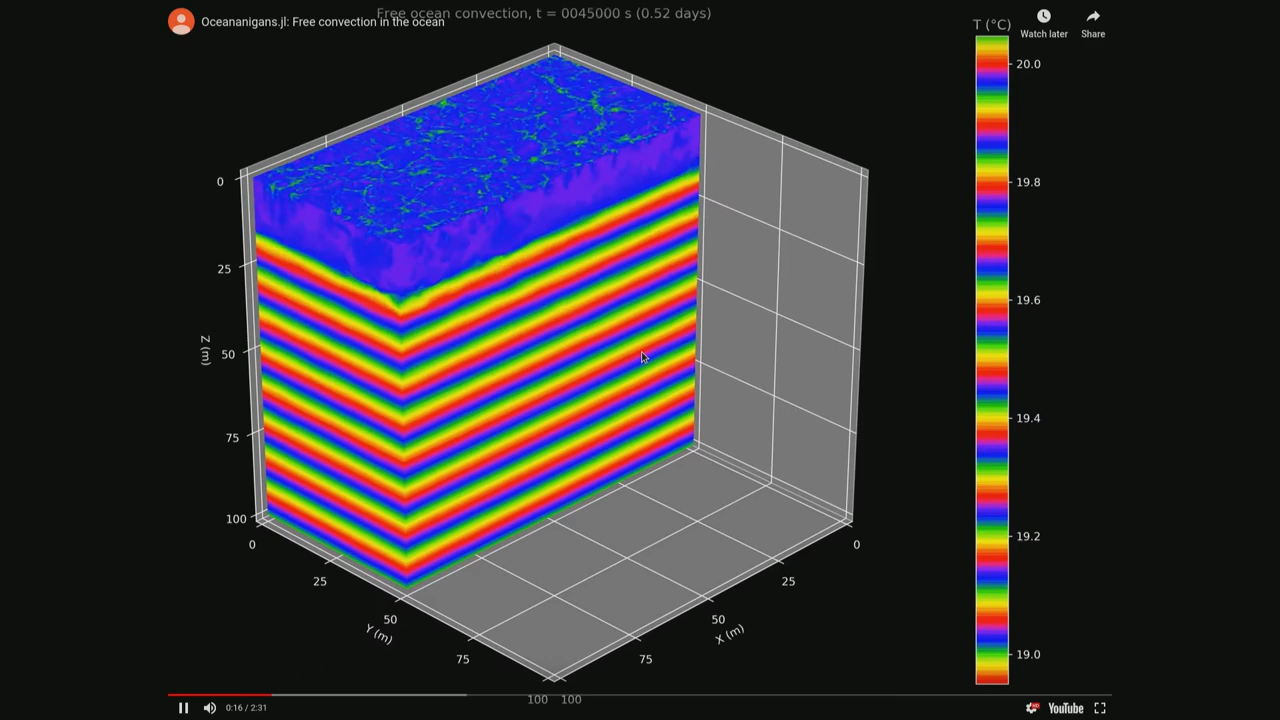 Free ocean convection, t = 0045000 s (0.52 days)
Oceananigans.jl: Free convection in the ocean
Watch later
Share
T (°C)
20.0
19.8
19.6
19.4
19.2
19.0
0
25
50
75
100
Z (m)
0
25
50
75
100
Y (m)
0
25
50
75
100
X (m)
0:16 / 2:31
HD
YouTube